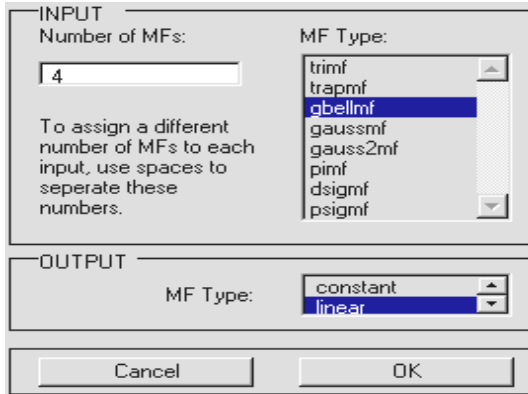 INPUT
Number of MFs:
4
To assign a different
number of MFs to each
input, use spaces to
seperate these
numbers.
MF Type:
trimf
trapmf
gbellmf
gaussmf
gauss2mf
pimf
dsigmf
psigmf
OUTPUT
MF Type:
constant
linear
Cancel
OK